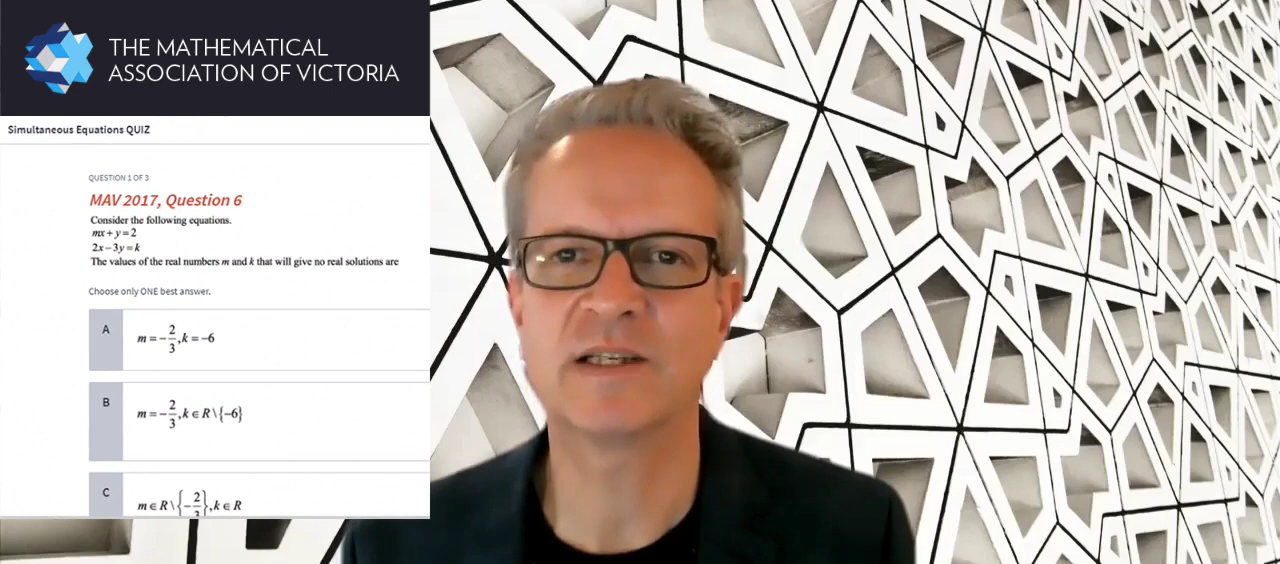 THE MATHEMATICAL
ASSOCIATION OF VICTORIA
Simultaneous Equations QUIZ
QUESTION 1 OF 3
MAV 2017, Question 6
Consider the following equations.
mx + y = 2
2x − 3y = k
The values of the real numbers m and k that will give no real solutions are
Choose only ONE best answer.
A
m = −2/3, k = −6
B
m = −2/3, k ∈ R \ {−6}
C
m ∈ R \ {−2/3}, k ∈ R